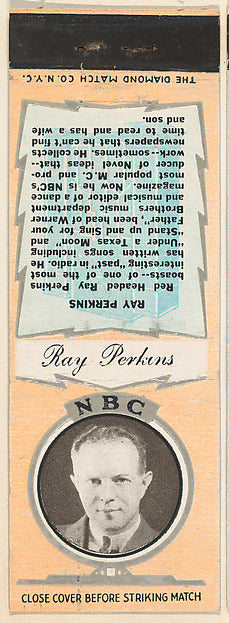 THE DIAMOND MATCH CO. N.Y.C.
RAY PERKINS
Red Headed Ray Perkins
boasts-- of one of the most
interesting "past" in radio. He
has written songs including
"Under a Texas Moon" and
"Stand up and Sing for your
Father", been head of Warner
Brothers music department
and musical editor of a dance
magazine. Now he is NBC's
most popular M.C. and pro-
ducer of Novel ideas that--
work--sometimes. He collects
newspapers that he can't find
time to read and has a wife
and son.
Ray Perkins
NBC
CLOSE COVER BEFORE STRIKING MATCH